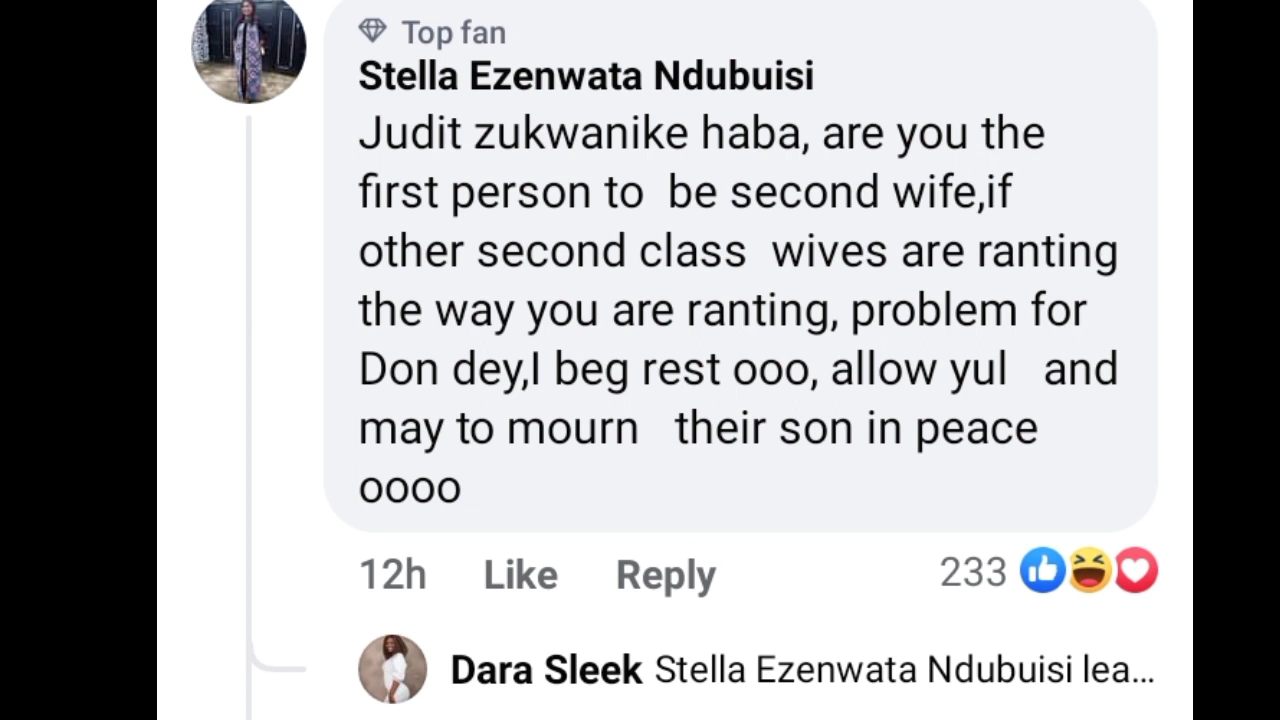 Top fan
Stella Ezenwata Ndubuisi
Judit zukwanike haba, are you the
first person to be second wife,if
other second class wives are ranting
the way you are ranting, problem for
Don dey,I beg rest ooo, allow yul and
may to mourn their son in peace
oooo
12h Like Reply 233
Dara Sleek Stella Ezenwata Ndubuisi lea...